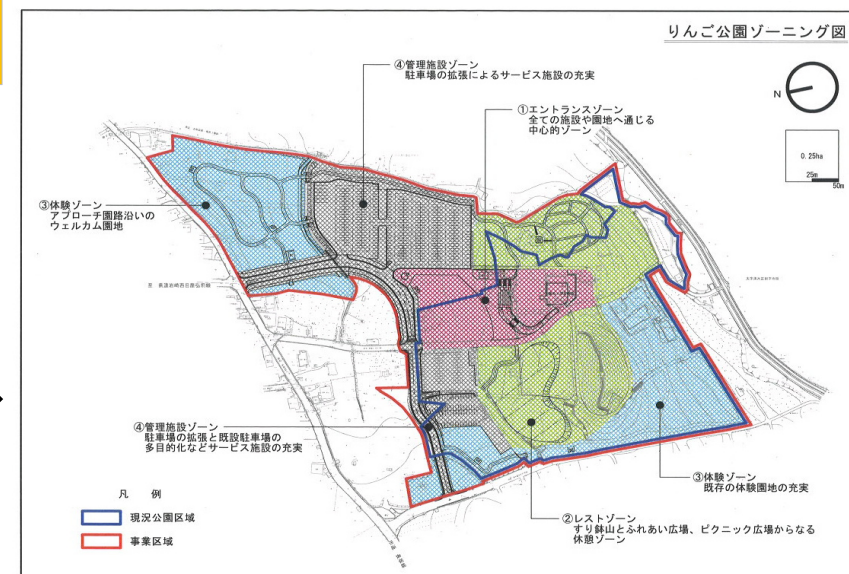 りんご公園ゾーニング図
④管理施設ゾーン
駐車場の拡張によるサービス施設の充実
N
①エントランスゾーン
全ての施設や園地へ通じる
中心的ゾーン
0.25ha
25m
50m
③体験ゾーン
アプローチ園路沿いの
ウェルカム園地
④管理施設ゾーン
駐車場の拡張と既設駐車場の
多目的化などサービス施設の充実
③体験ゾーン
既存の体験園地の充実
凡 例
②レストゾーン
すり鉢山とふれあい広場、ピクニック広場からなる
休憩ゾーン
現況公園区域
事業区域